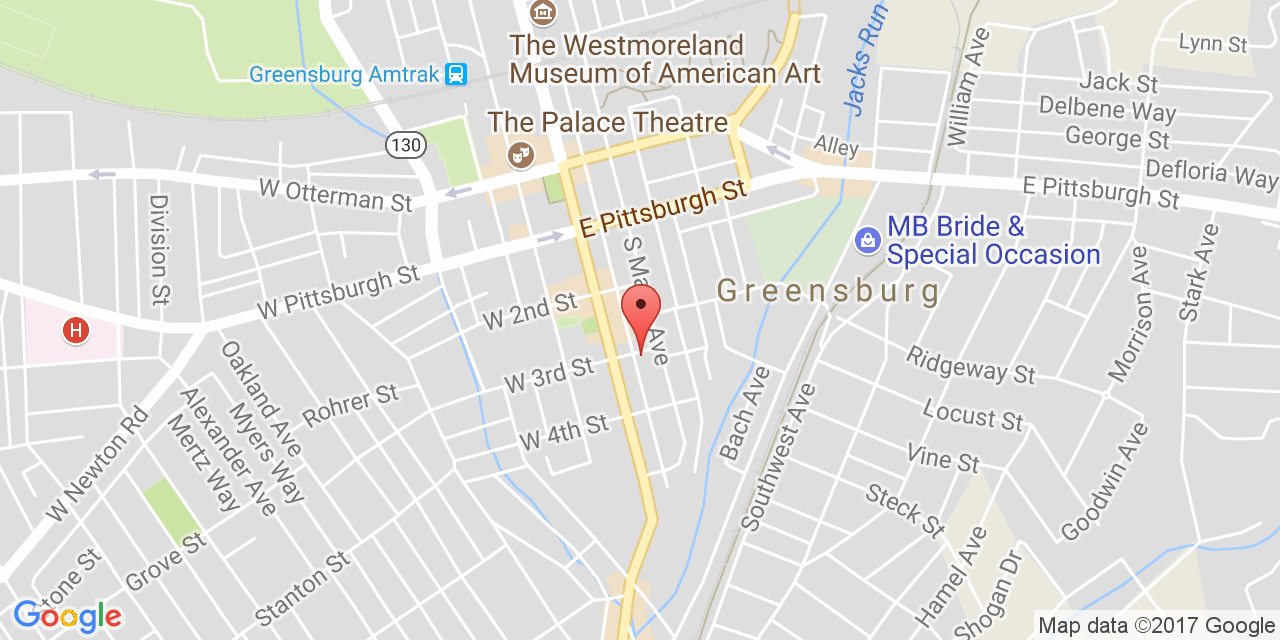 Jacks Run
Lynn St
The Westmoreland
Museum of American Art
Greensburg Amtrak
William Ave
Jack St
Delbene Way
George St
The Palace Theatre
130
Alley
Defloria Way
W Otterman St
E Pittsburgh St
E Pittsburgh St
Division St
MB Bride &
Special Occasion
S Ma
Ave
W Pittsburgh St
Greensburg
Stark Ave
Morrison Ave
W 2nd St
H
Oakland Ave
Ridgeway St
W 3rd St
Rohrer St
Myers Way
Alexander Ave
Mertz Way
Bach Ave
Southwest Ave
Locust St
W 4th St
W Newton Rd
Vine St
Goodwin Ave
Steck St
Grove St
Stanton St
Stone St
Hamel Ave
Shogan Dr
Google
Map data ©2017 Google